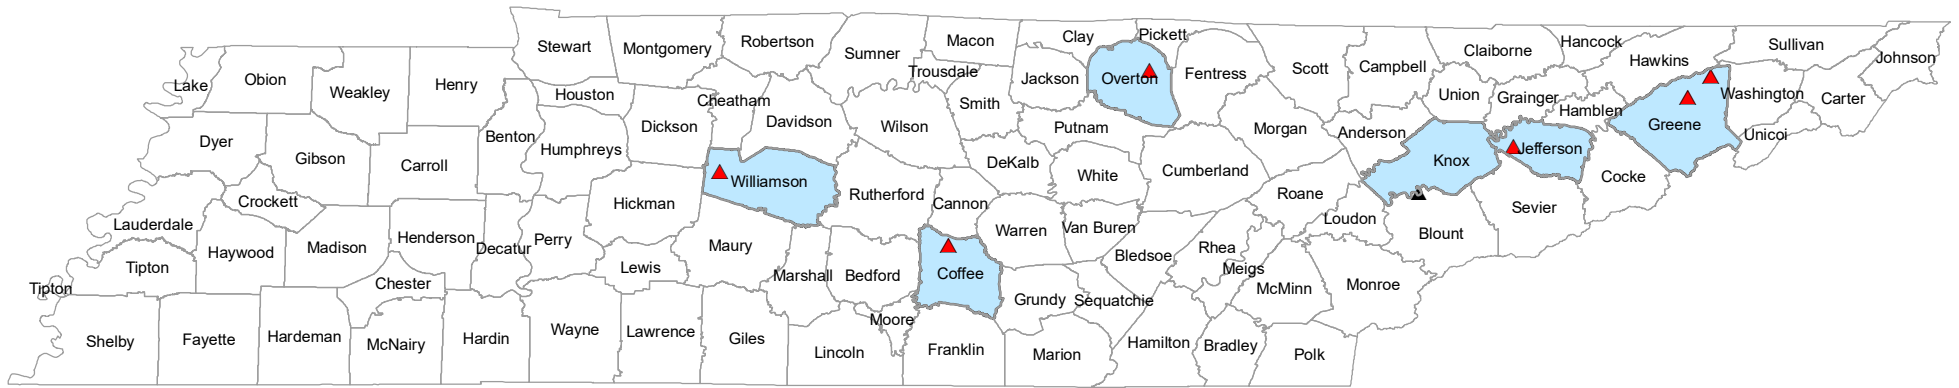 Stewart
Montgomery
Robertson
Sumner
Macon
Clay
Pickett
Claiborne
Hancock
Sullivan
Johnson
Lake
Obion
Weakley
Henry
Houston
Cheatham
Trousdale
Jackson
Overton
Fentress
Scott
Campbell
Union
Grainger
Hawkins
Hamblen
Washington
Carter
Dyer
Gibson
Carroll
Benton
Humphreys
Dickson
Davidson
Wilson
Smith
Putnam
Morgan
Anderson
Greene
Unicoi
Crockett
Williamson
DeKalb
White
Cumberland
Knox
Jefferson
Cocke
Lauderdale
Haywood
Madison
Henderson
Decatur
Perry
Hickman
Rutherford
Cannon
Warren
Van Buren
Roane
Loudon
Blount
Sevier
Tipton
Tipton
Chester
Lewis
Maury
Marshall
Bedford
Coffee
Grundy
Sequatchie
Bledsoe
Rhea
Meigs
McMinn
Monroe
Shelby
Fayette
Hardeman
McNairy
Hardin
Wayne
Lawrence
Giles
Lincoln
Moore
Franklin
Marion
Hamilton
Bradley
Polk